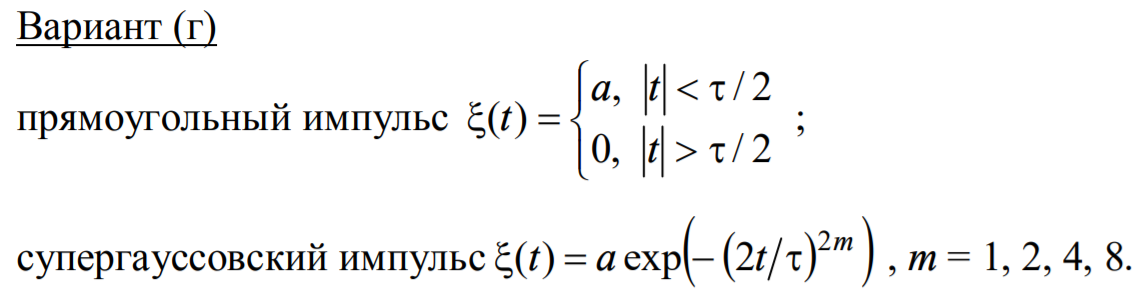 Вариант (г)
прямоугольный импульс ξ(t) = { a, |t| < τ / 2
0, |t| > τ / 2 ;
супергауссовский импульс ξ(t) = a exp(−(2t/τ)^{2m}) , m = 1, 2, 4, 8.